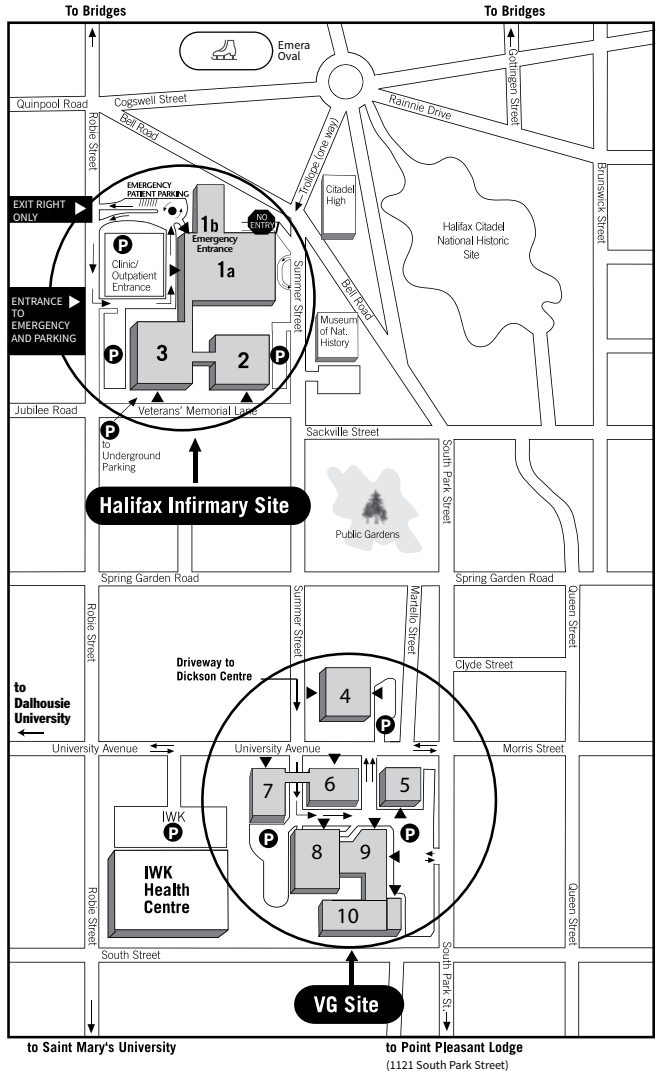 To Bridges
To Bridges
Emera
Oval
Gottingen Street
Quinpool Road
Cogswell Street
Rainnie Drive
Bell Road
Robie Street
Trollope (one way)
Brunswick Street
EMERGENCY
PATIENT PARKING
EXIT RIGHT
ONLY
Citadel
High
1b
NO
ENTRY
Emergency
Entrance
Halifax Citadel
National Historic
Site
P
Clinic/
Outpatient
Entrance
1a
Summer Street
Bell Road
ENTRANCE
TO
EMERGENCY
AND PARKING
Museum
of Nat.
History
P
3
2
P
Jubilee Road
Veterans' Memorial Lane
P
to
Underground
Parking
Sackville Street
South Park Street
Halifax Infirmary Site
Public Gardens
Spring Garden Road
Spring Garden Road
Robie Street
Summer Street
Martello Street
Queen Street
Driveway to
Dickson Centre
Clyde Street
to
Dalhousie
University
4
P
University Avenue
University Avenue
Morris Street
7
6
5
IWK
P
P
P
8
9
IWK
Health
Centre
Robie Street
Queen Street
10
South Street
South Park St.
VG Site
to Saint Mary's University
to Point Pleasant Lodge
(1121 South Park Street)